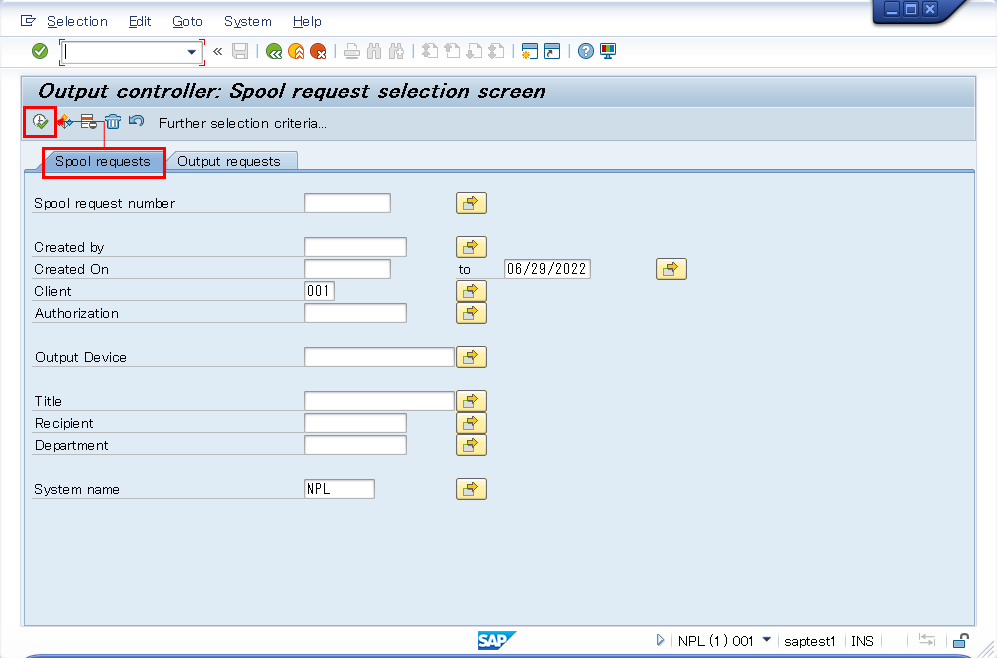 Selection Edit Goto System Help
«
Output controller: Spool request selection screen
Further selection criteria...
Spool requests Output requests
Spool request number
Created by
Created On to 06/29/2022
Client 001
Authorization
Output Device
Title
Recipient
Department
System name NPL
SAP NPL (1) 001 saptest1 INS